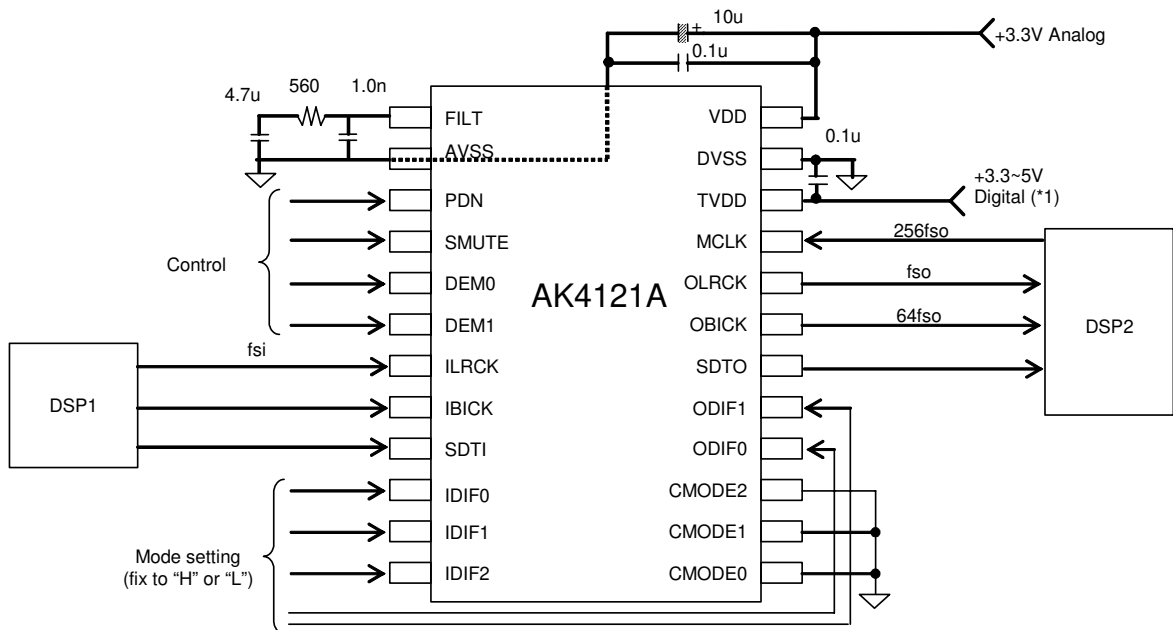 10u
+
+3.3V Analog
0.1u
4.7u
560
1.0n
FILT
VDD
0.1u
AVSS
DVSS
+3.3~5V
Digital (*1)
PDN
TVDD
SMUTE
MCLK
256fso
Control
DEM0
AK4121A
OLRCK
fso
DEM1
OBICK
64fso
DSP2
fsi
ILRCK
SDTO
DSP1
IBICK
ODIF1
SDTI
ODIF0
IDIF0
CMODE2
IDIF1
CMODE1
Mode setting
(fix to “H” or “L”)
IDIF2
CMODE0